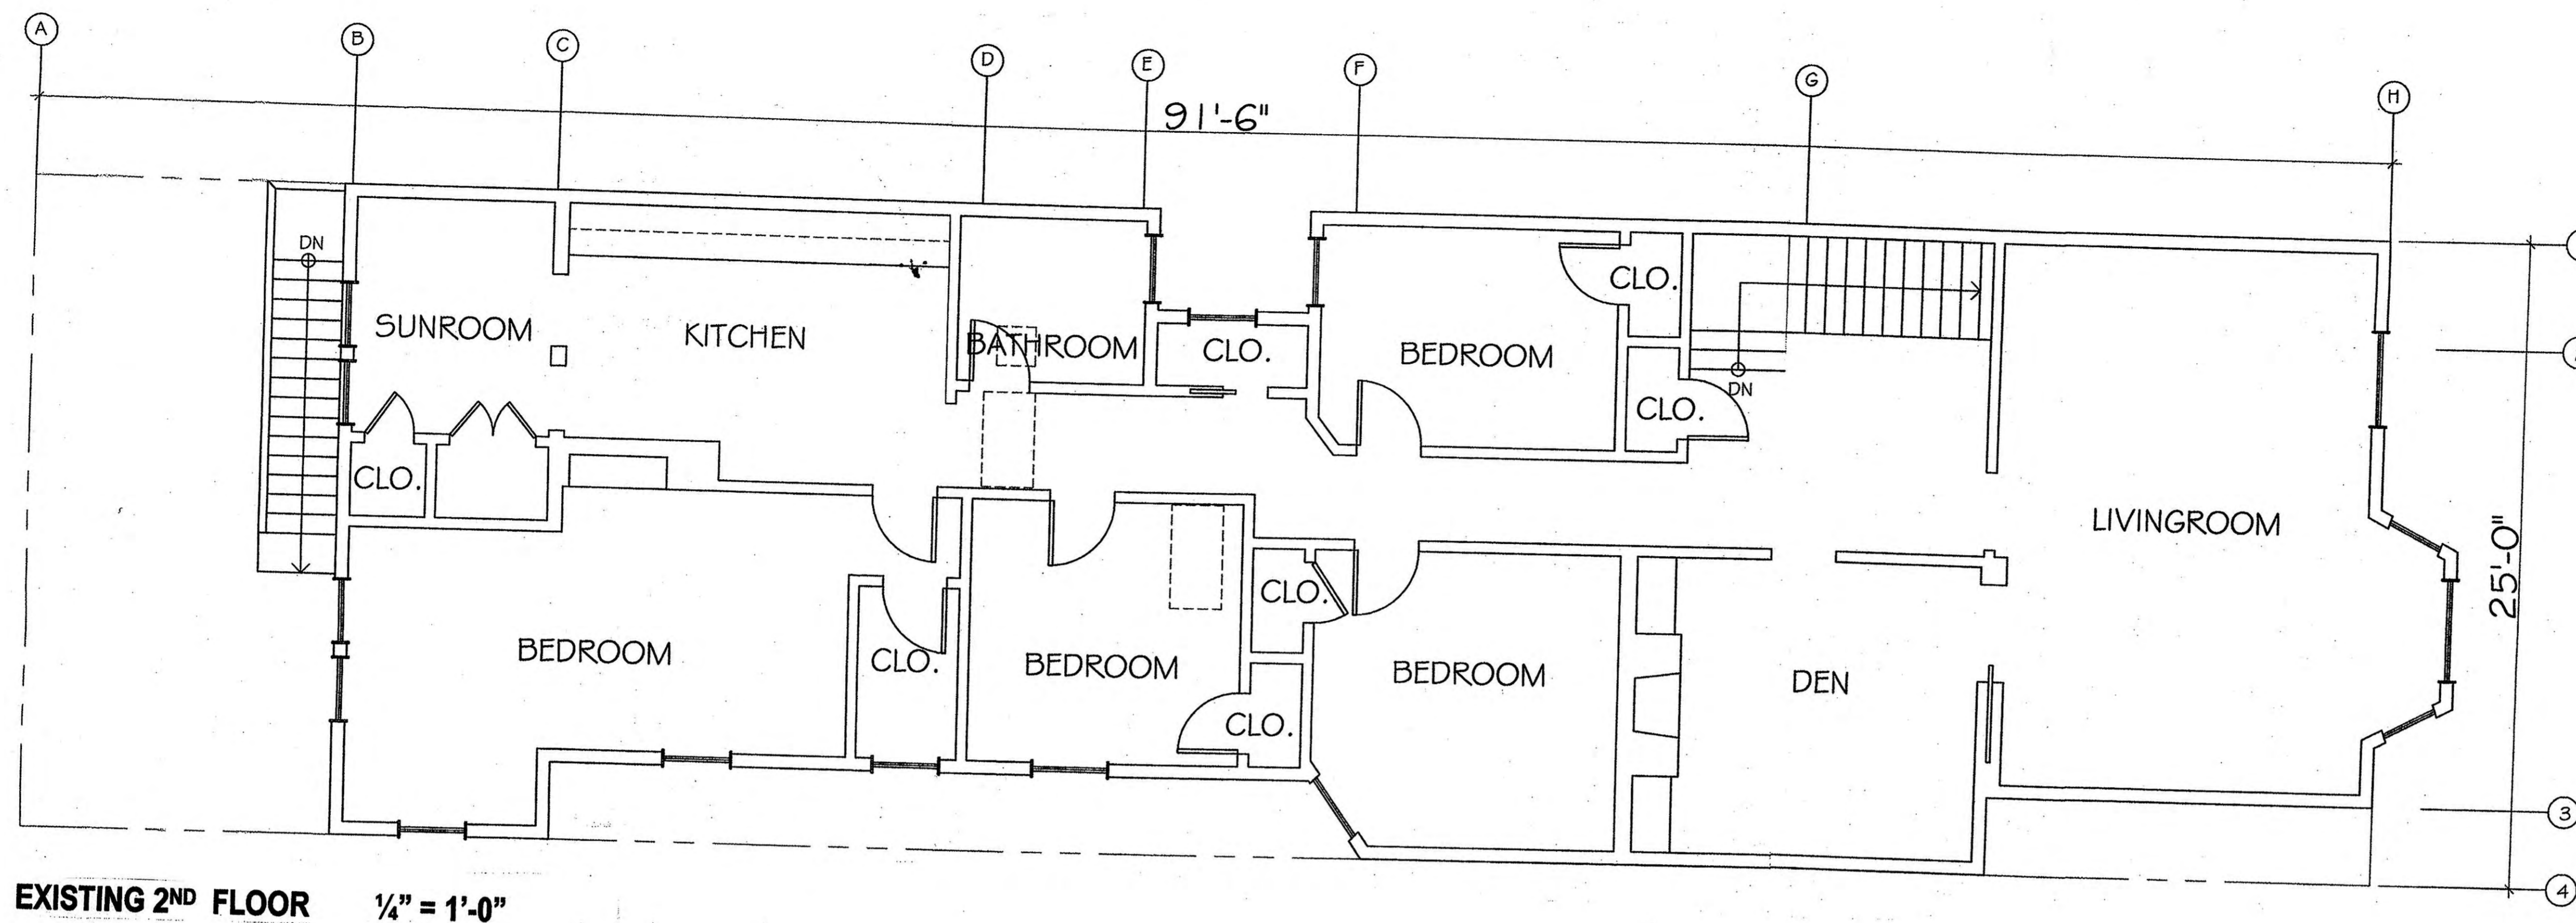 A
B
C
D
E
F
G
H
91'-6"
DN
SUNROOM
KITCHEN
BATHROOM
CLO.
BEDROOM
CLO.
CLO.
DN
LIVINGROOM
25'-0"
CLO.
BEDROOM
CLO.
BEDROOM
CLO.
CLO.
BEDROOM
DEN
3
4
EXISTING 2ND FLOOR ¼” = 1'-0”